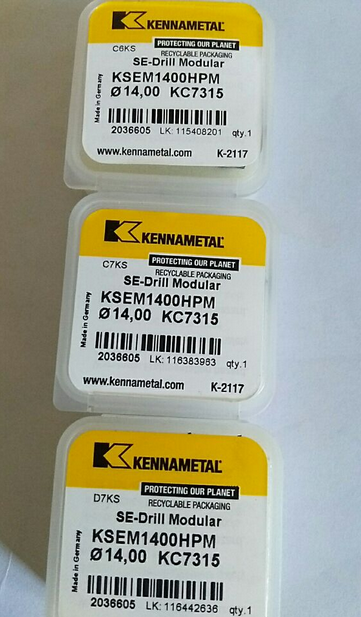 KENNAMETAL
C6KS
PROTECTING OUR PLANET
RECYCLABLE PACKAGING
SE-Drill Modular
KSEM1400HPM
Ø14,00 KC7315
Made in Germany
2036605 LK: 115408201 qty.1
www.kennametal.com K-2117
KENNAMETAL
C7KS
PROTECTING OUR PLANET
RECYCLABLE PACKAGING
SE-Drill Modular
KSEM1400HPM
Ø14,00 KC7315
Made in Germany
2036605 LK: 116383963 qty.1
www.kennametal.com K-2117
KENNAMETAL
D7KS
PROTECTING OUR PLANET
RECYCLABLE PACKAGING
SE-Drill Modular
KSEM1400HPM
Ø14,00 KC7315
Made in Germany
2036605 LK: 116442636 qty.1